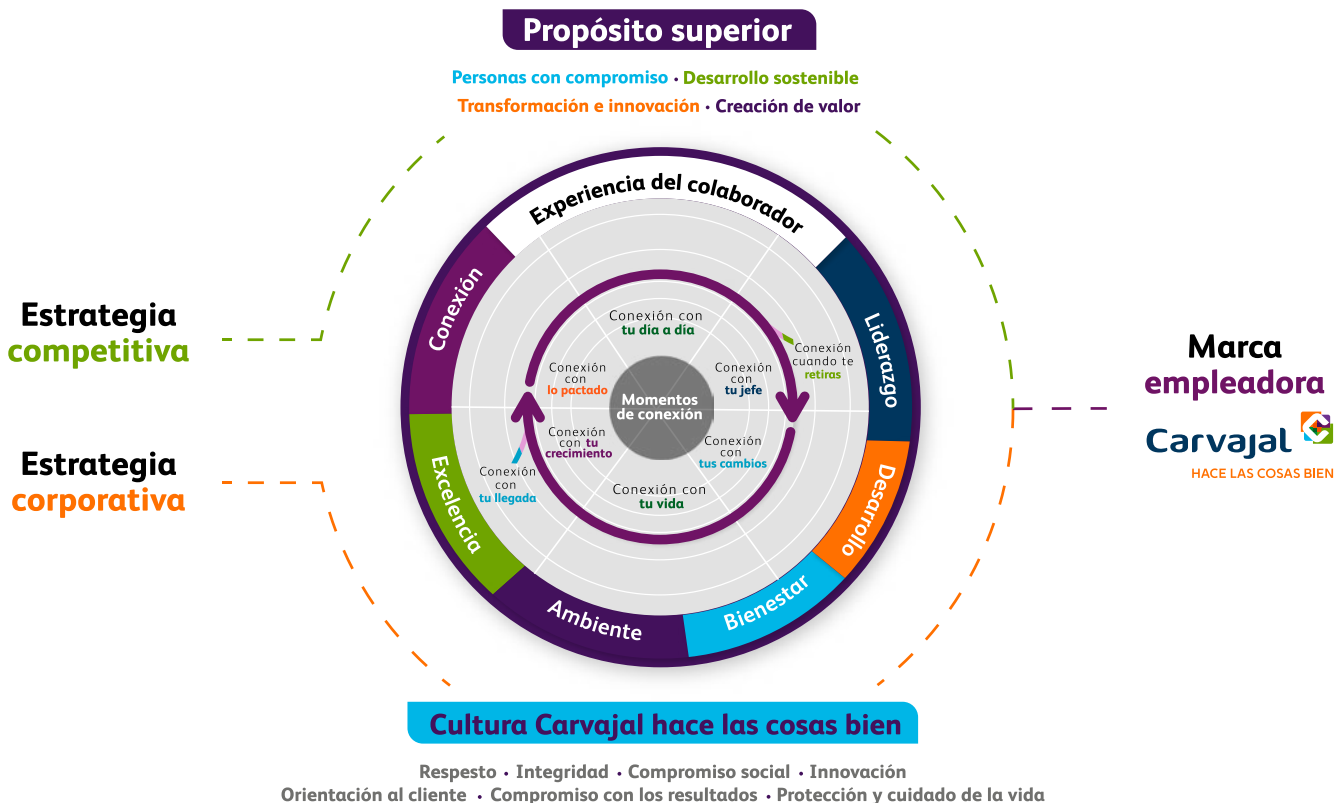 Propósito superior
Personas con compromiso · Desarrollo sostenible
Transformación e innovación · Creación de valor
Estrategia
competitiva
Estrategia
corporativa
Experiencia del colaborador
Conexión
Liderazgo
Excelencia
Desarrollo
Ambiente
Bienestar
Conexión con
tu día a día
Conexión
cuando te
retiras
Conexión
con
lo pactado
Conexión
con
tu jefe
Momentos
de conexión
Conexión
con tu
crecimiento
Conexión
con
tus cambios
Conexión
con
tu llegada
Conexión con
tu vida
Marca
empleadora
Carvajal
HACE LAS COSAS BIEN
Cultura Carvajal hace las cosas bien
Respesto · Integridad · Compromiso social · Innovación
Orientación al cliente · Compromiso con los resultados · Protección y cuidado de la vida